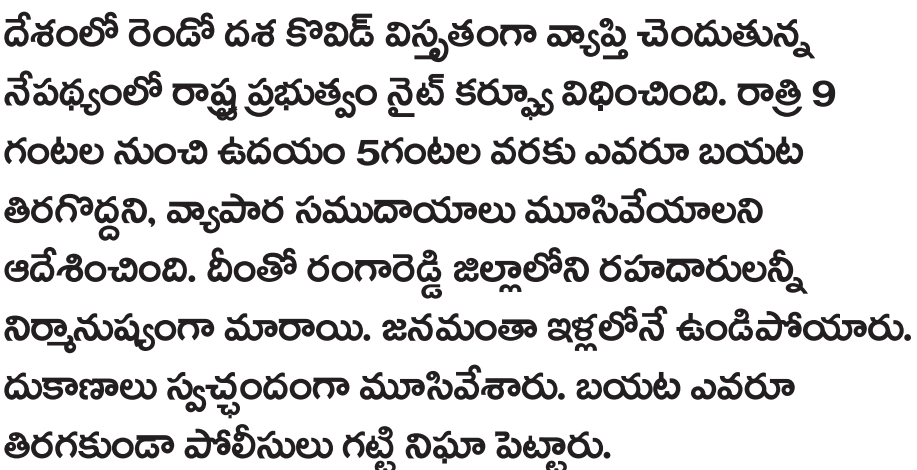 దేశంలో రెండో దశ కొవిడ్ విస్తృతంగా వ్యాప్తి చెందుతున్న
నేపథ్యంలో రాష్ట్ర ప్రభుత్వం నైట్ కర్ఫ్యూ విధించింది. రాత్రి 9
గంటల నుంచి ఉదయం 5గంటల వరకు ఎవరూ బయట
తిరగొద్దని, వ్యాపార సముదాయాలు మూసివేయాలని
ఆదేశించింది. దీంతో రంగారెడ్డి జిల్లాలోని రహదారులన్నీ
నిర్మానుష్యంగా మారాయి. జనమంతా ఇళ్లలోనే ఉండిపోయారు.
దుకాణాలు స్వచ్ఛందంగా మూసివేశారు. బయట ఎవరూ
తిరగకుండా పోలీసులు గట్టి నిఘా పెట్టారు.